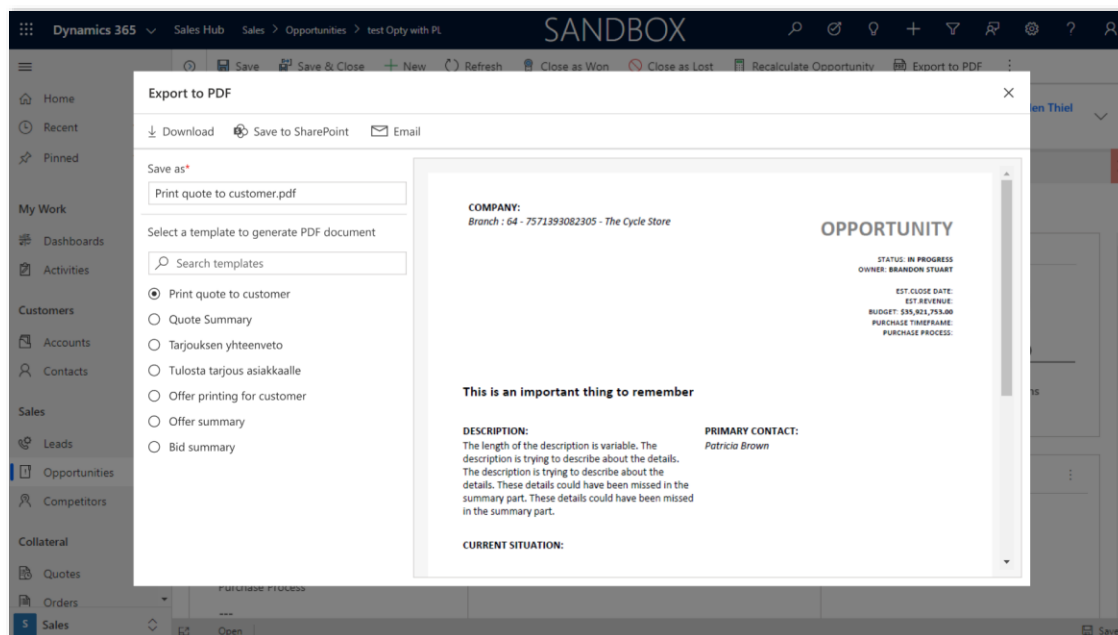 Dynamics 365
Sales Hub
Sales > Opportunities > test Opty with PL
SANDBOX
Save
Save & Close
New
Refresh
Close as Won
Close as Lost
Recalculate Opportunity
Export to PDF
Home
Recent
Pinned
My Work
Dashboards
Activities
Customers
Accounts
Contacts
Sales
Leads
Opportunities
Competitors
Collateral
Quotes
Orders
S Sales
Export to PDF
Download
Save to SharePoint
Email
Save as*
Print quote to customer.pdf
Select a template to generate PDF document
Search templates
Print quote to customer
Quote Summary
Tarjouksen yhteenveto
Tulosta tarjous asiakkaalle
Offer printing for customer
Offer summary
Bid summary
COMPANY:
Branch : 64 - 7571393082305 - The Cycle Store
OPPORTUNITY
STATUS: IN PROGRESS
OWNER: BRANDON STUART
EST.CLOSE DATE:
EST.REVENUE:
BUDGET: $35,921,753.00
PURCHASE TIMEFRAME:
PURCHASE PROCESS:
This is an important thing to remember
DESCRIPTION:
The length of the description is variable. The
description is trying to describe about the details.
The description is trying to describe about the
details. These details could have been missed in the
summary part. These details could have been missed
in the summary part.
PRIMARY CONTACT:
Patricia Brown
CURRENT SITUATION:
Thiel
Purchase Process
---
Open